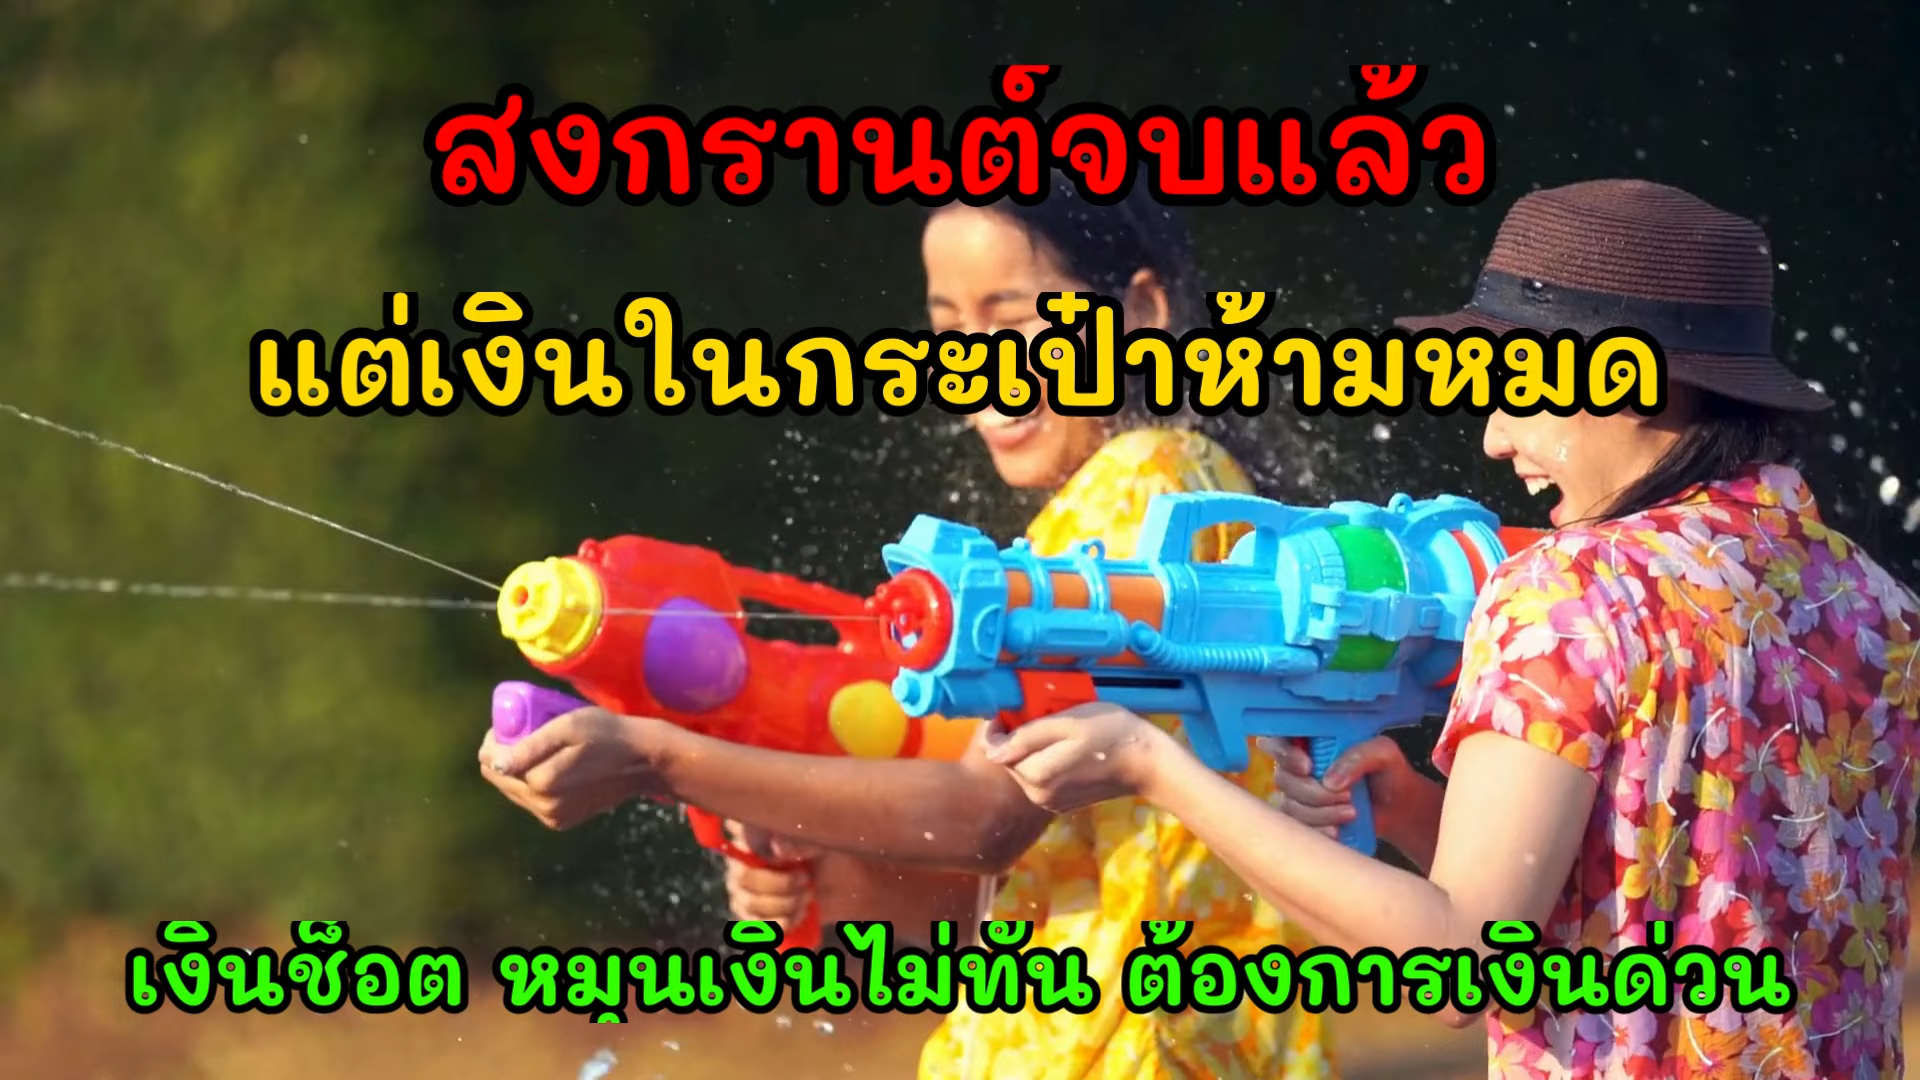 สงกรานต์จบแล้ว
แต่เงินในกระเป๋าห้ามหมด
เงินช็อต หมุนเงินไม่ทัน ต้องการเงินด่วน